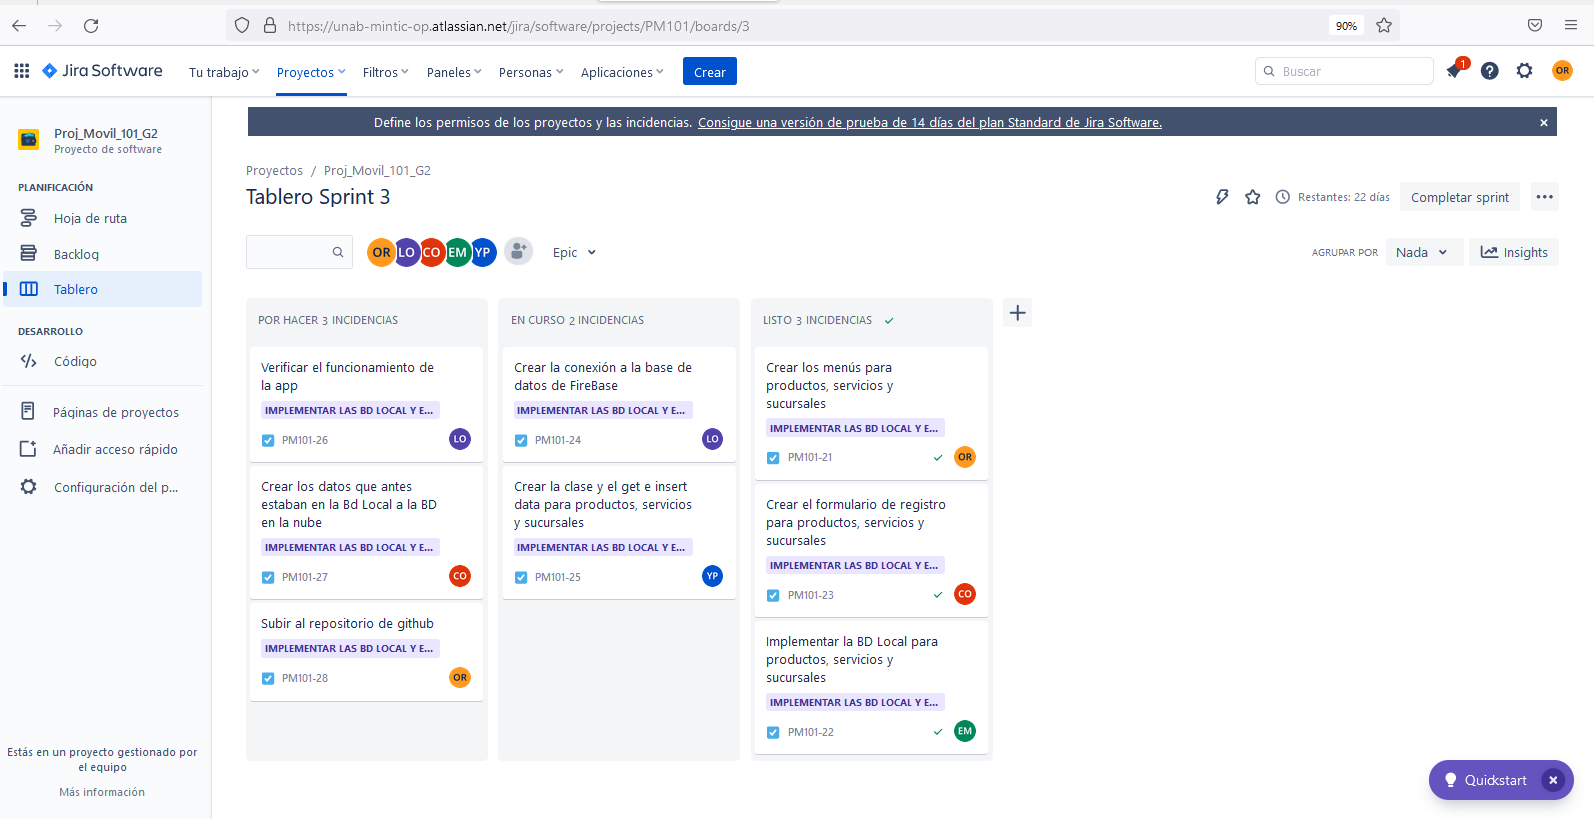 https://unab-mintic-op.atlassian.net/jira/software/projects/PM101/boards/3
90%
Jira Software
Tu trabajo
Proyectos
Filtros
Paneles
Personas
Aplicaciones
Crear
Buscar
1
OR
Proj_Movil_101_G2
Proyecto de software
PLANIFICACIÓN
Hoja de ruta
Backlog
Tablero
DESARROLLO
Código
Páginas de proyectos
Añadir acceso rápido
Configuración del p...
Estás en un proyecto gestionado por
el equipo
Más información
Define los permisos de los proyectos y las incidencias. Consigue una versión de prueba de 14 días del plan Standard de Jira Software.
Proyectos / Proj_Movil_101_G2
Tablero Sprint 3
Restantes: 22 días
Completar sprint
OR LO CO EM YP
Epic
AGRUPAR POR
Nada
Insights
POR HACER 3 INCIDENCIAS
Verificar el funcionamiento de
la app
IMPLEMENTAR LAS BD LOCAL Y E...
PM101-26
LO
Crear los datos que antes
estaban en la Bd Local a la BD
en la nube
IMPLEMENTAR LAS BD LOCAL Y E...
PM101-27
CO
Subir al repositorio de github
IMPLEMENTAR LAS BD LOCAL Y E...
PM101-28
OR
EN CURSO 2 INCIDENCIAS
Crear la conexión a la base de
datos de FireBase
IMPLEMENTAR LAS BD LOCAL Y E...
PM101-24
LO
Crear la clase y el get e insert
data para productos, servicios
y sucursales
IMPLEMENTAR LAS BD LOCAL Y E...
PM101-25
YP
LISTO 3 INCIDENCIAS
Crear los menús para
productos, servicios y
sucursales
IMPLEMENTAR LAS BD LOCAL Y E...
PM101-21
OR
Crear el formulario de registro
para productos, servicios y
sucursales
IMPLEMENTAR LAS BD LOCAL Y E...
PM101-23
CO
Implementar la BD Local para
productos, servicios y
sucursales
IMPLEMENTAR LAS BD LOCAL Y E...
PM101-22
EM
Quickstart